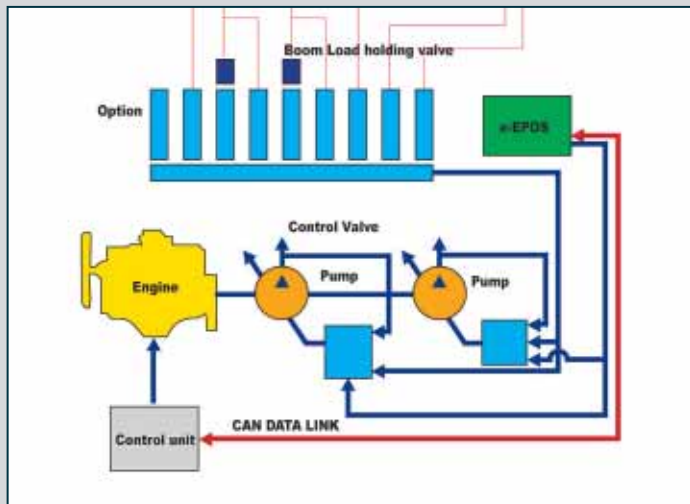 Boom Load holding valve
Option
e-EPOS
Control Valve
Engine
Pump
Pump
Control unit
CAN DATA LINK